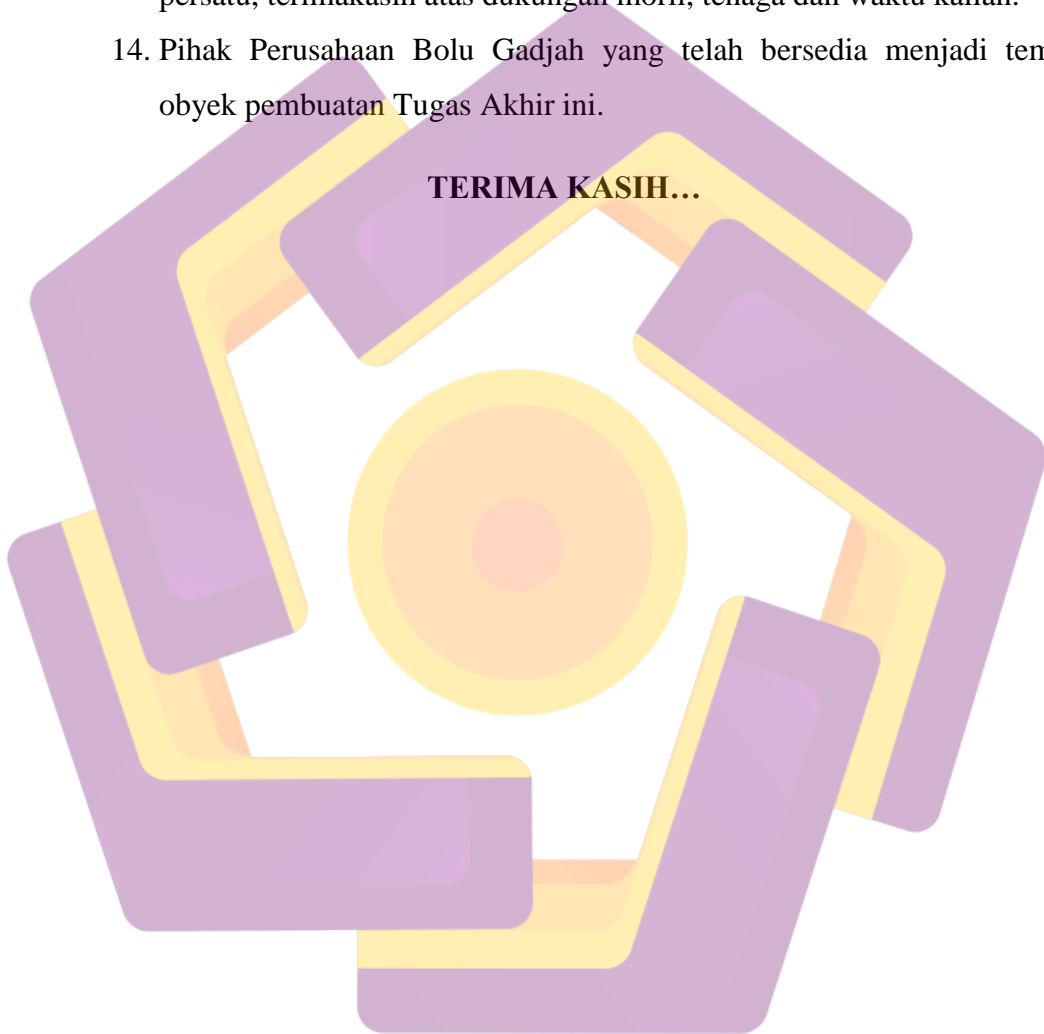 persatu, terimakasih atas dukungan moril, tenaga dan waktu kalian.
14. Pihak Perusahaan Bolu Gadjah yang telah bersedia menjadi
obyek pembuatan Tugas Akhir ini.
TERIMA KASIH...